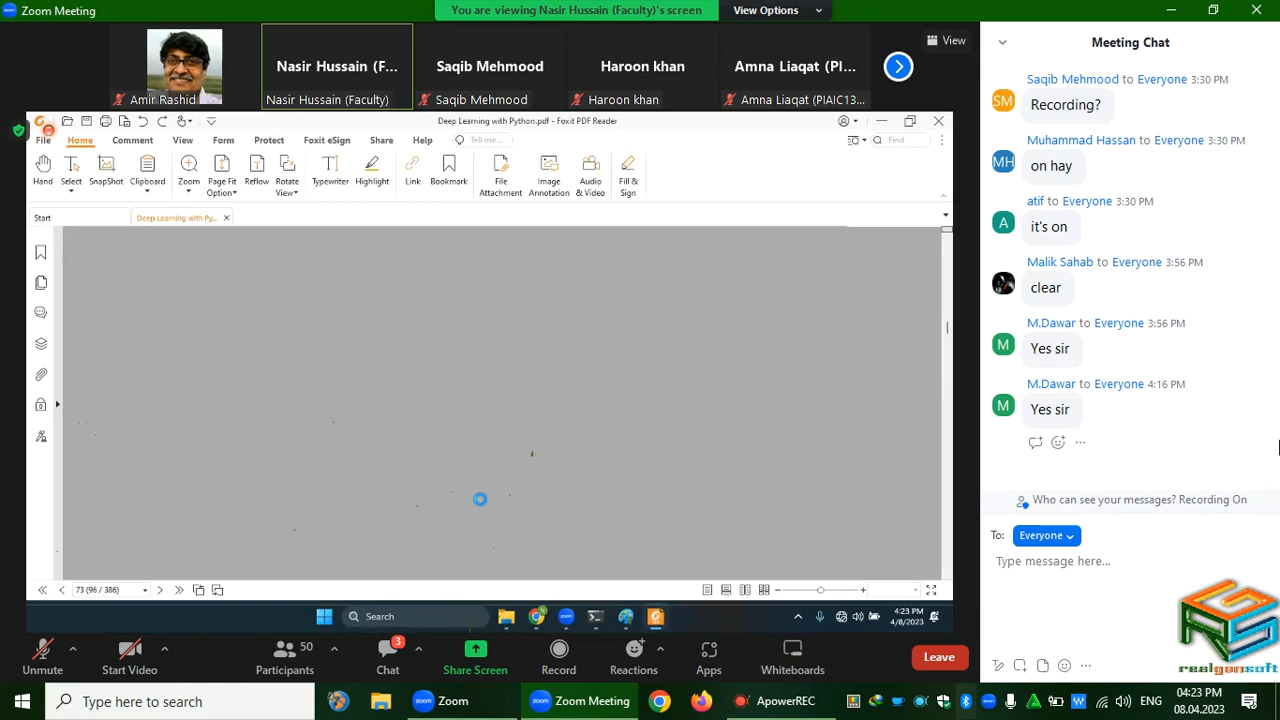 Zoom Meeting
You are viewing Nasir Hussain (Faculty)'s screen
View Options
View
Nasir Hussain (F...
Saqib Mehmood
Haroon khan
Amna Liaqat (PI...
Amir Rashid
Nasir Hussain (Faculty)
Saqib Mehmood
Haroon khan
Amna Liaqat (PIAIC13...
Deep Learning with Python.pdf - Foxit PDF Reader
File
Home
Comment
View
Form
Protect
Foxit eSign
Share
Help
Tell me...
Find
Hand
Select
SnapShot
Clipboard
Zoom
Page Fit
Option
Reflow
Rotate
View
Typewriter
Highlight
Link
Bookmark
File
Attachment
Image
Annotation
Audio
& Video
Fill &
Sign
Start
Deep Learning with Py...
73 (96 / 386)
Search
4:23 PM
4/8/2023
Meeting Chat
Saqib Mehmood to Everyone 3:30 PM
SM
Recording?
Muhammad Hassan to Everyone 3:30 PM
MH
on hay
atif to Everyone 3:30 PM
A
it's on
Malik Sahab to Everyone 3:56 PM
clear
M.Dawar to Everyone 3:56 PM
M
Yes sir
M.Dawar to Everyone 4:16 PM
M
Yes sir
Who can see your messages? Recording On
To: Everyone
Type message here...
realgunsoft
Unmute
Start Video
50
Participants
3
Chat
Share Screen
Record
Reactions
Apps
Whiteboards
Leave
Type here to search
Zoom
Zoom Meeting
ApowerREC
ENG
04:23 PM
08.04.2023